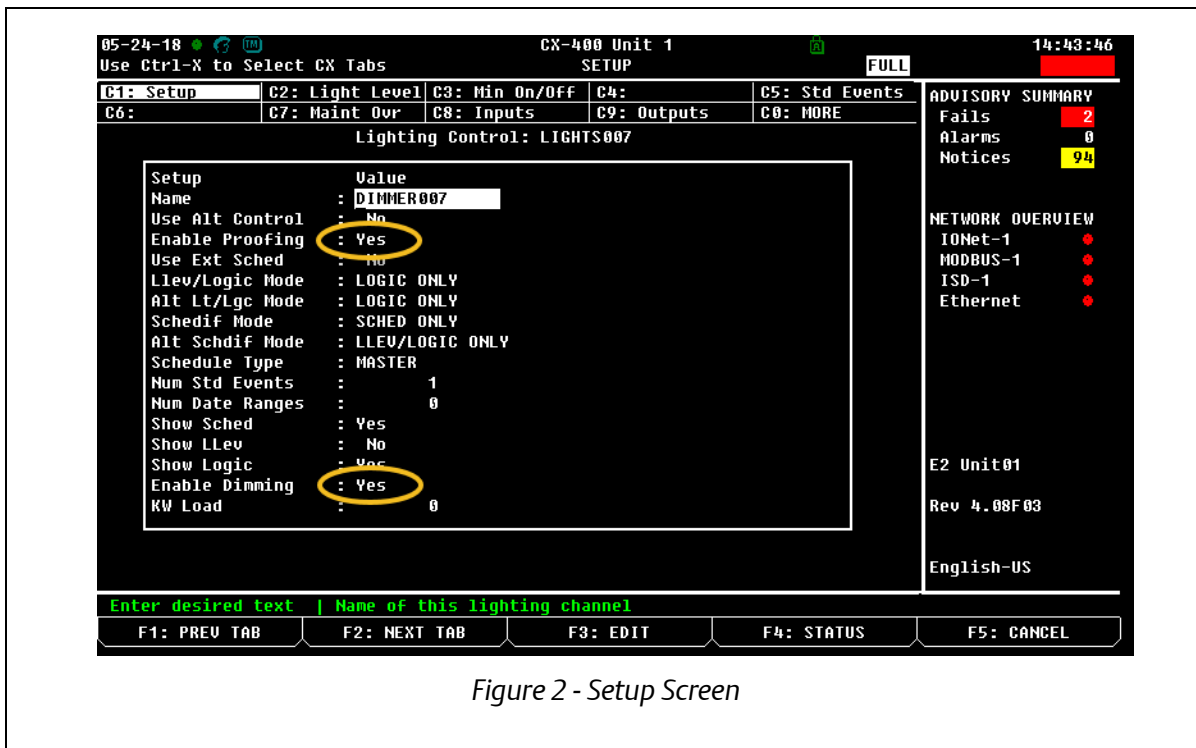 05-24-18 TM CX-400 Unit 1 A 14:43:46
Use Ctrl-X to Select CX Tabs SETUP FULL
C1: Setup C2: Light Level C3: Min On/Off C4: C5: Std Events
C6: C7: Maint Ovr C8: Inputs C9: Outputs C0: MORE
Lighting Control: LIGHTS007
Setup Value
Name : DIMMER007
Use Alt Control : No
Enable Proofing : Yes
Use Ext Sched : No
Llev/Logic Mode : LOGIC ONLY
Alt Lt/Lgc Mode : LOGIC ONLY
Schedif Mode : SCHED ONLY
Alt Schdif Mode : LLEV/LOGIC ONLY
Schedule Type : MASTER
Num Std Events : 1
Num Date Ranges : 0
Show Sched : Yes
Show LLev : No
Show Logic : Yes
Enable Dimming : Yes
KW Load : 0
ADVISORY SUMMARY
Fails 2
Alarms 0
Notices 94
NETWORK OVERVIEW
IONet-1
MODBUS-1
ISD-1
Ethernet
E2 Unit01
Rev 4.08F03
English-US
Enter desired text | Name of this lighting channel
F1: PREV TAB F2: NEXT TAB F3: EDIT F4: STATUS F5: CANCEL
Figure 2 - Setup Screen